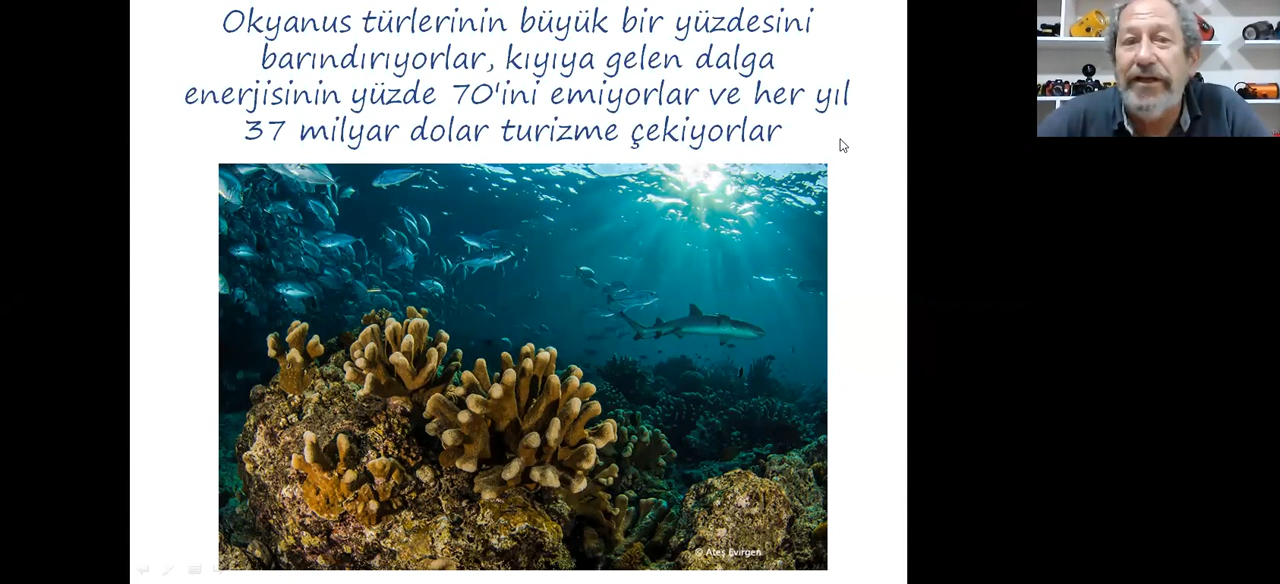 Okyanus türlerinin büyük bir yüzdesini
barındırıyorlar, kıyıya gelen dalga
enerjisinin yüzde 70'ini emiyorlar ve her yıl
37 milyar dolar turizme çekiyorlar
© Ateş Evirgen